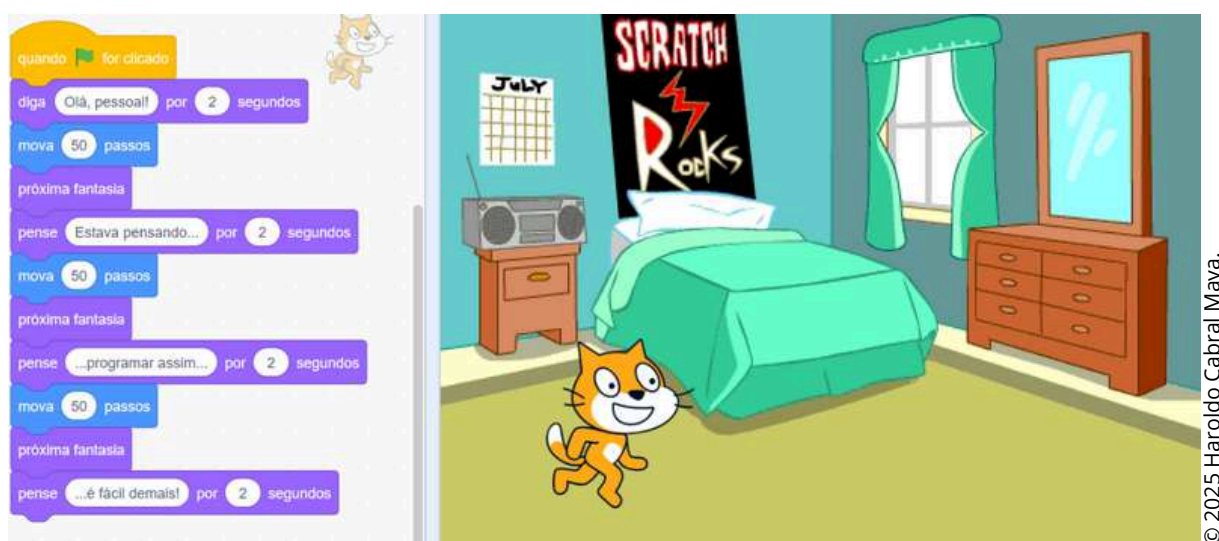 quando for clicado
diga Olá, pessoal! por 2 segundos
mova 50 passos
próxima fantasia
pense Estava pensando... por 2 segundos
mova 50 passos
próxima fantasia
pense ...programar assim... por 2 segundos
mova 50 passos
próxima fantasia
pense ...é fácil demais! por 2 segundos
JULY
SCRATCH
ROCKS
© 2025 Haroldo Cabral Maya.